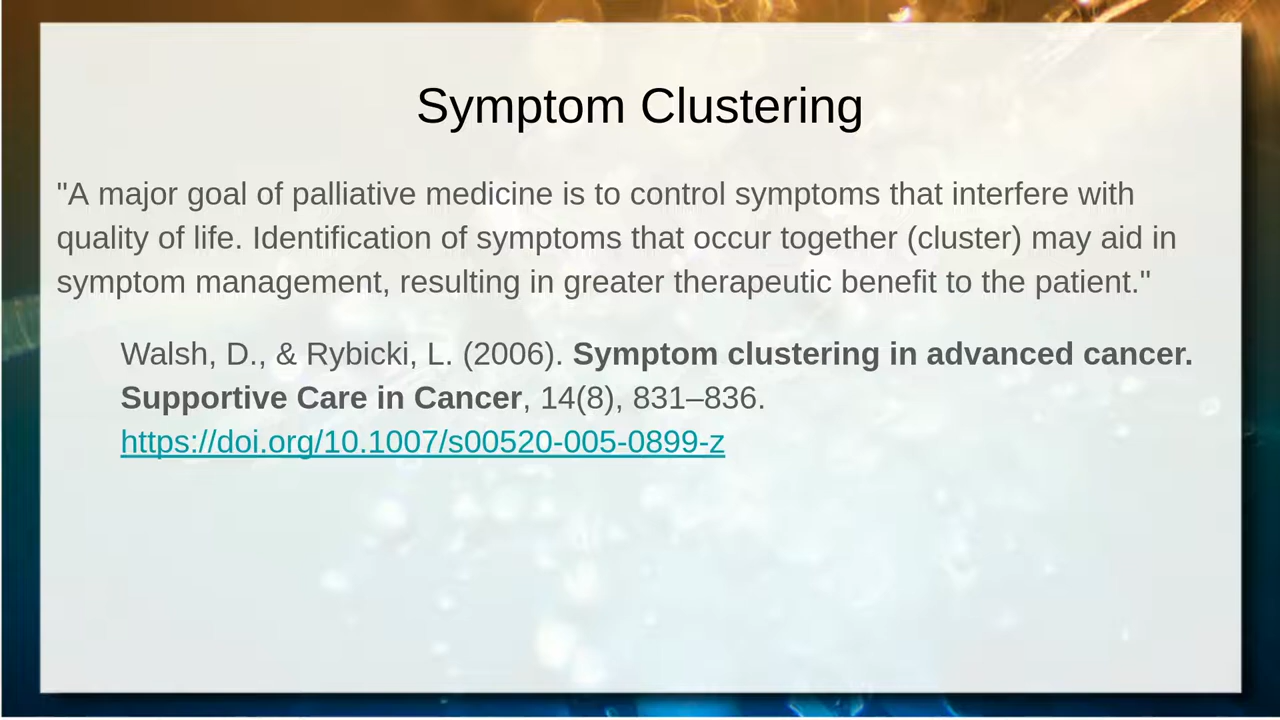 Symptom Clustering
"A major goal of palliative medicine is to control symptoms that interfere with
quality of life. Identification of symptoms that occur together (cluster) may aid in
symptom management, resulting in greater therapeutic benefit to the patient."
Walsh, D., & Rybicki, L. (2006). Symptom clustering in advanced cancer.
Supportive Care in Cancer, 14(8), 831–836.
https://doi.org/10.1007/s00520-005-0899-z